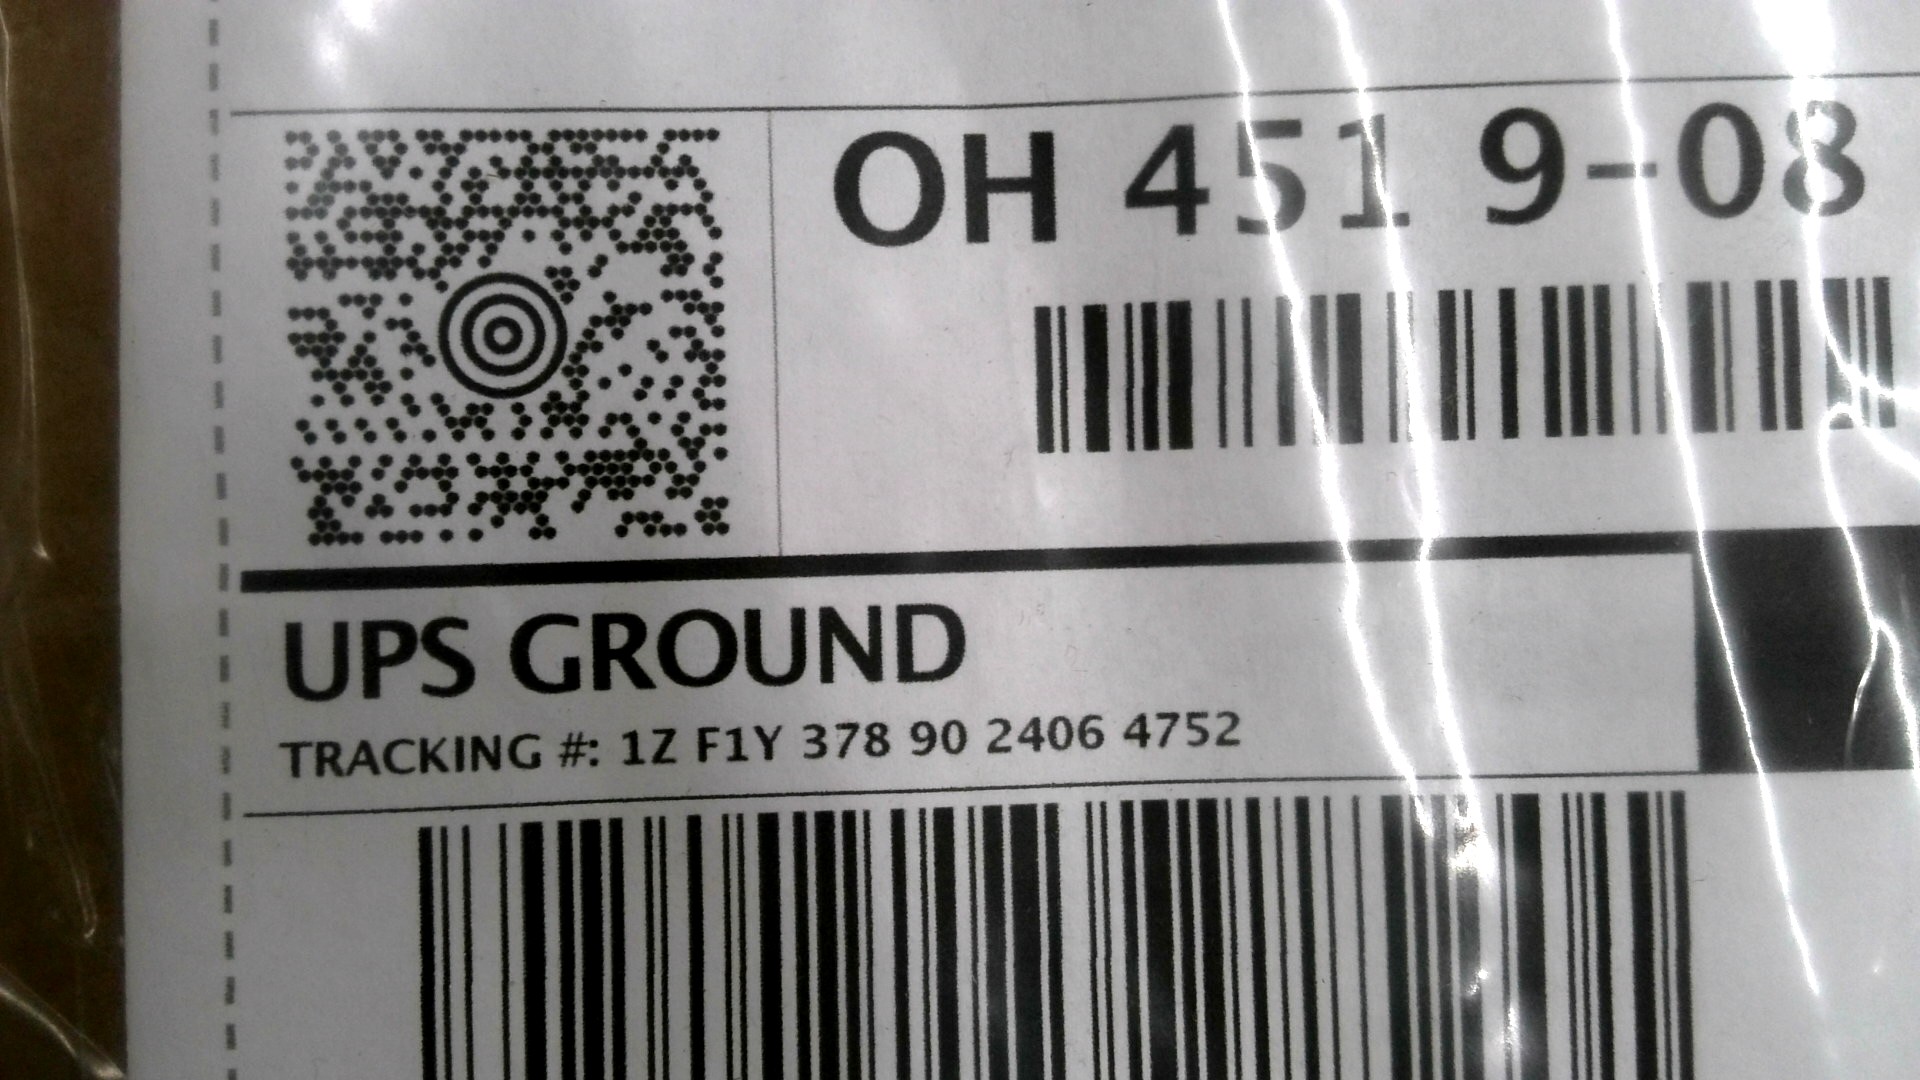 OH 451 9-08
UPS GROUND
TRACKING #: 1Z F1Y 378 90 2406 4752